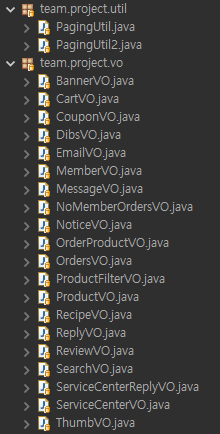 team.project.util
PagingUtil.java
PagingUtil2.java
team.project.vo
BannerVO.java
CartVO.java
CouponVO.java
DibsVO.java
EmailVO.java
MemberVO.java
MessageVO.java
NoMemberOrdersVO.java
NoticeVO.java
OrderProductVO.java
OrdersVO.java
ProductFilterVO.java
ProductVO.java
RecipeVO.java
ReplyVO.java
ReviewVO.java
SearchVO.java
ServiceCenterReplyVO.java
ServiceCenterVO.java
ThumbVO.java